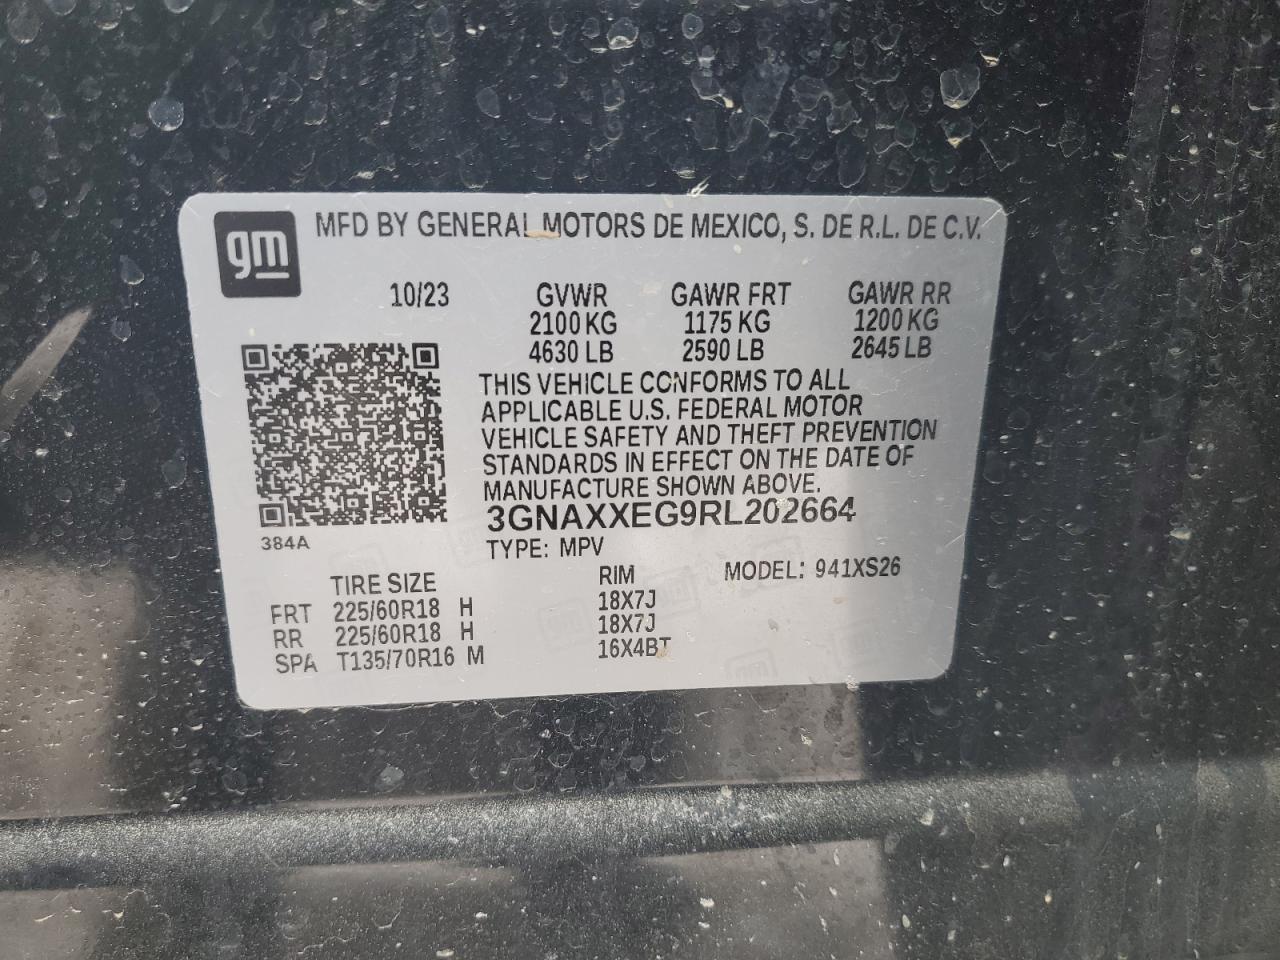 gm
MFD BY GENERAL MOTORS DE MEXICO, S. DE R.L. DE C.V.
10/23 GVWR GAWR FRT GAWR RR
2100 KG 1175 KG 1200 KG
4630 LB 2590 LB 2645 LB
THIS VEHICLE CONFORMS TO ALL
APPLICABLE U.S. FEDERAL MOTOR
VEHICLE SAFETY AND THEFT PREVENTION
STANDARDS IN EFFECT ON THE DATE OF
MANUFACTURE SHOWN ABOVE.
3GNAXXEG9RL202664
384A
TYPE: MPV
TIRE SIZE RIM MODEL: 941XS26
FRT 225/60R18 H 18X7J
RR 225/60R18 H 18X7J
SPA T135/70R16 M 16X4BT